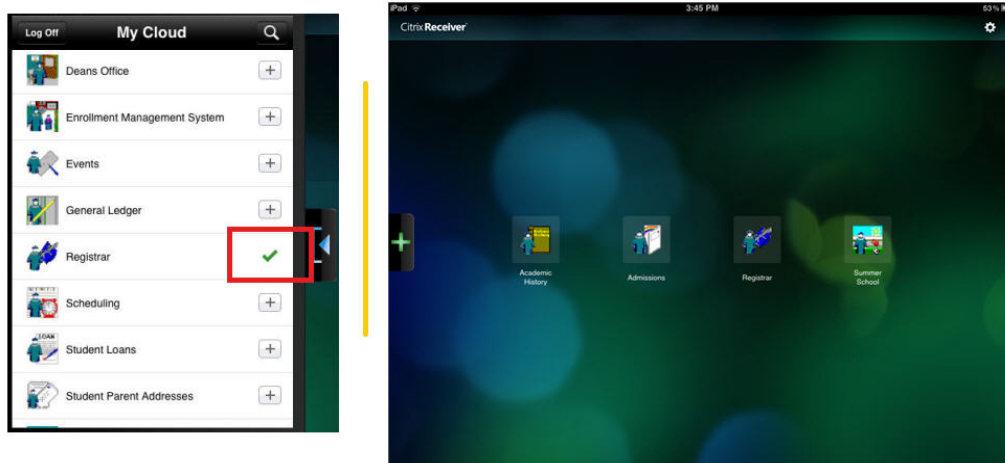 Log Off My Cloud
Deans Office
Enrollment Management System
Events
General Ledger
Registrar
Scheduling
Student Loans
Student Parent Addresses
iPad 3:45 PM 53%
Citrix Receiver
Academic
History
Admissions
Registrar
Summer
School